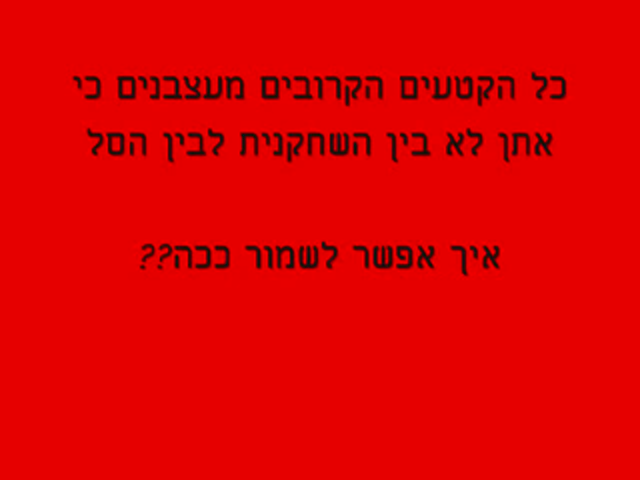 כל הקטעים הקרובים מעצבנים כי
אתן לא בין השחקנית לבין הסל
איך אפשר לשמור ככה??